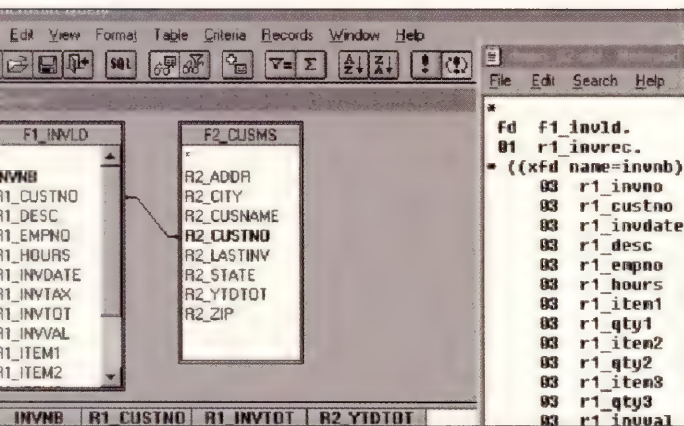 Edit View Format Table Criteria Records Window Help
SQL
F1_INVLD
INVNB
R1_CUSTNO
R1_DESC
R1_EMPNO
R1_HOURS
R1_INVDATE
R1_INVTAX
R1_INVTOT
R1_INVVAL
R1_ITEM1
R1_ITEM2
F2_CUSMS
*
R2_ADDR
R2_CITY
R2_CUSNAME
R2_CUSTNO
R2_LASTINV
R2_STATE
R2_YTDTOT
R2_ZIP
INVNB R1_CUSTNO R1_INVTOT R2_YTDTOT
File Edit Search Help
*
Fd f1_invld.
01 r1_invrec.
* ((xfd name=invnb)
03 r1_invno
03 r1_custno
03 r1_invdate
03 r1_desc
03 r1_empno
03 r1_hours
03 r1_item1
03 r1_qty1
03 r1_item2
03 r1_qty2
03 r1_item3
03 r1_qty3
03 r1_invval